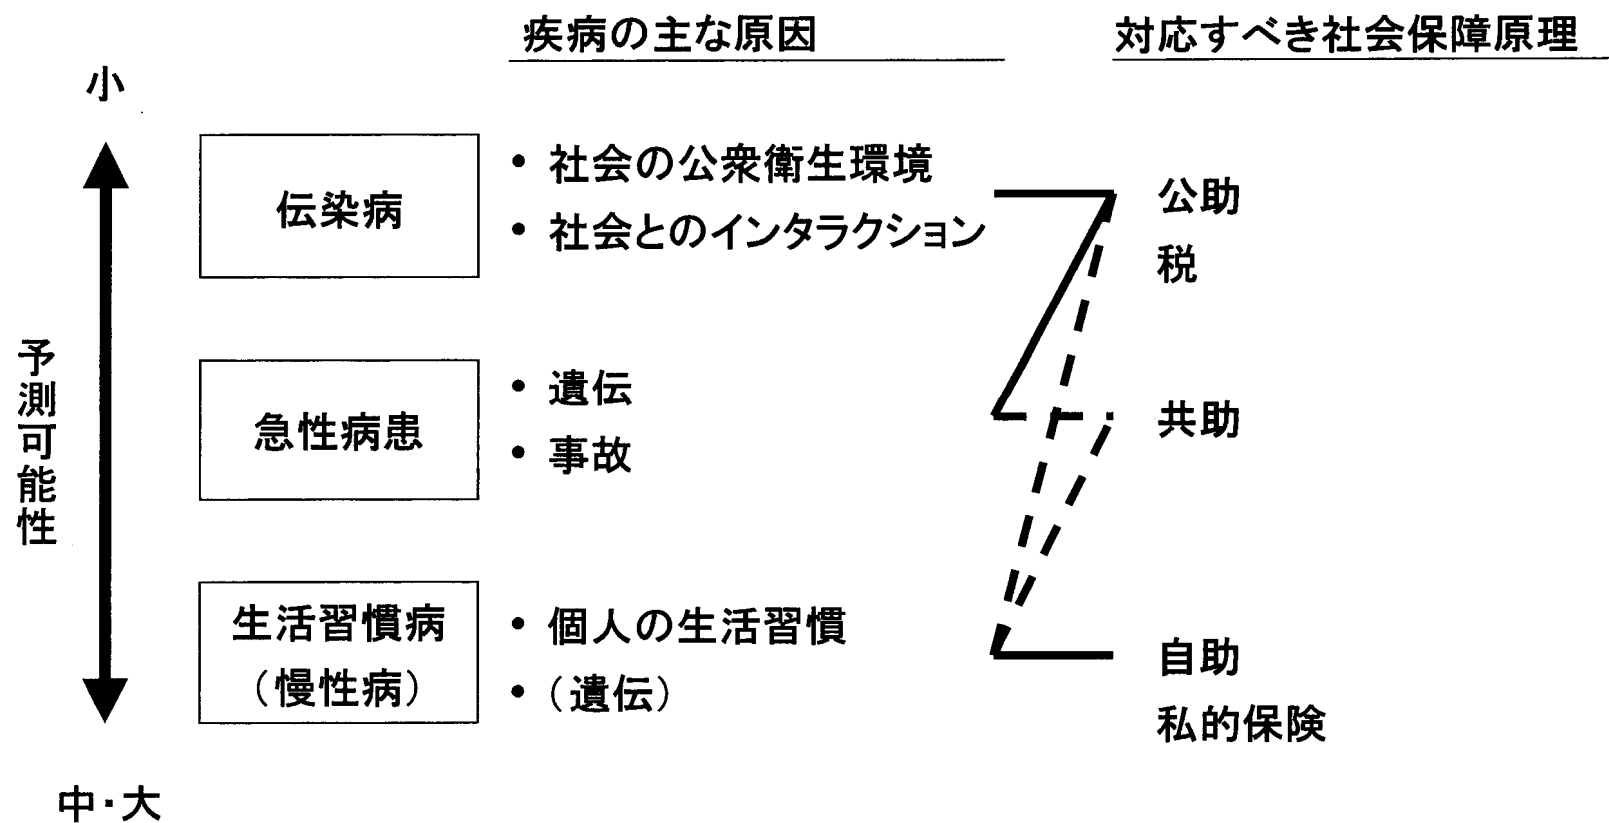 疾病の主な原因
対応すべき社会保障原理
小
予測可能性
中・大
伝染病
・社会の公衆衛生環境
・社会とのインタラクション
公助
税
急性病患
・遺伝
・事故
共助
生活習慣病
(慢性病)
・個人の生活習慣
・(遺伝)
自助
私的保険